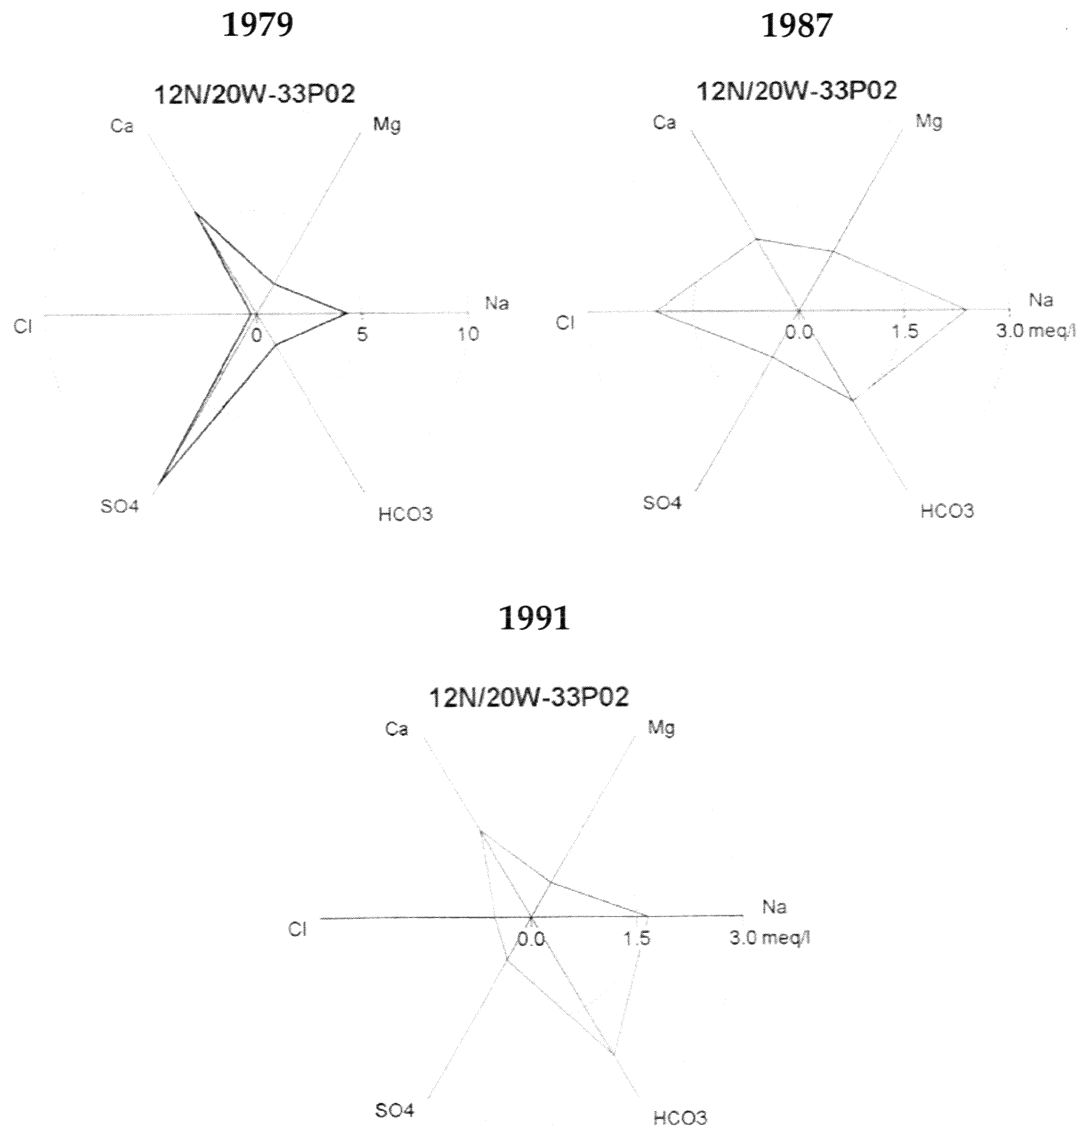 1979
12N/20W-33P02
Ca
Mg
Na
Cl
0
5
10
SO4
HCO3
1987
12N/20W-33P02
Ca
Mg
Na
Cl
0.0
1.5
3.0 meq/l
SO4
HCO3
1991
12N/20W-33P02
Ca
Mg
Na
Cl
0.0
1.5
3.0 meq/l
SO4
HCO3